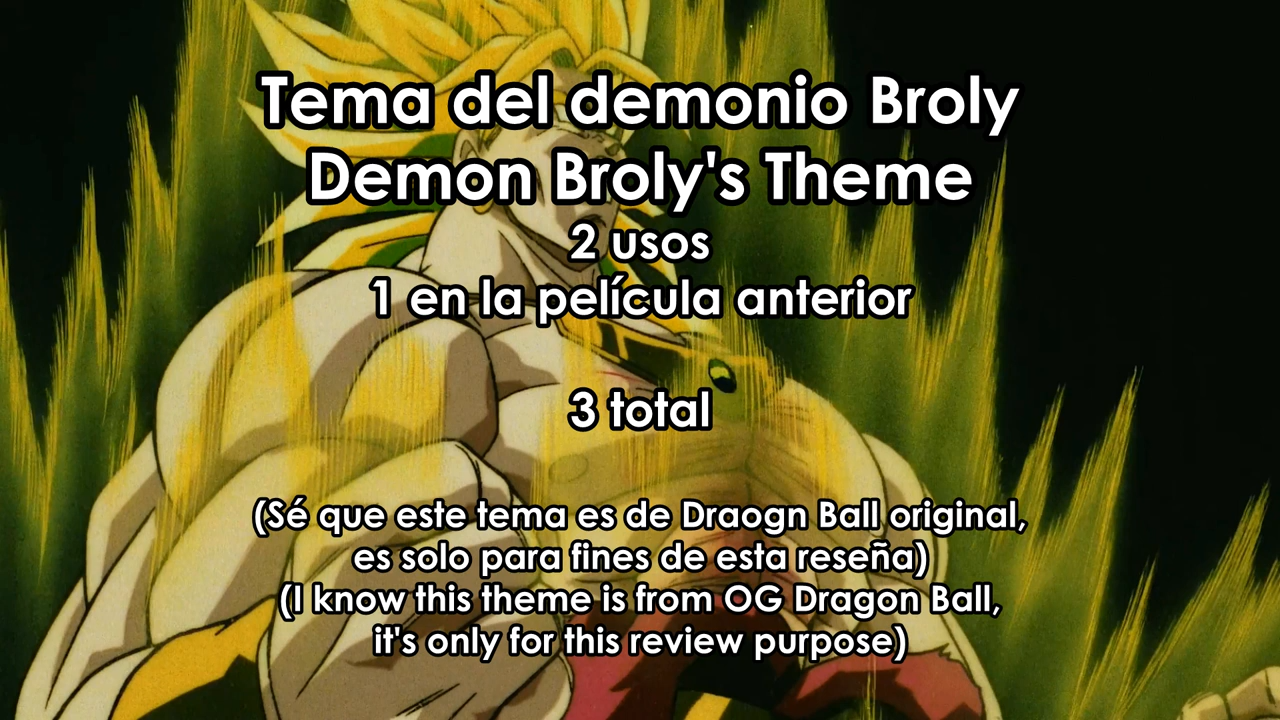 Tema del demonio Broly
Demon Broly's Theme
2 usos
1 en la película anterior
3 total
(Sé que este tema es de Draogn Ball original,
es solo para fines de esta reseña)
(I know this theme is from OG Dragon Ball,
it's only for this review purpose)